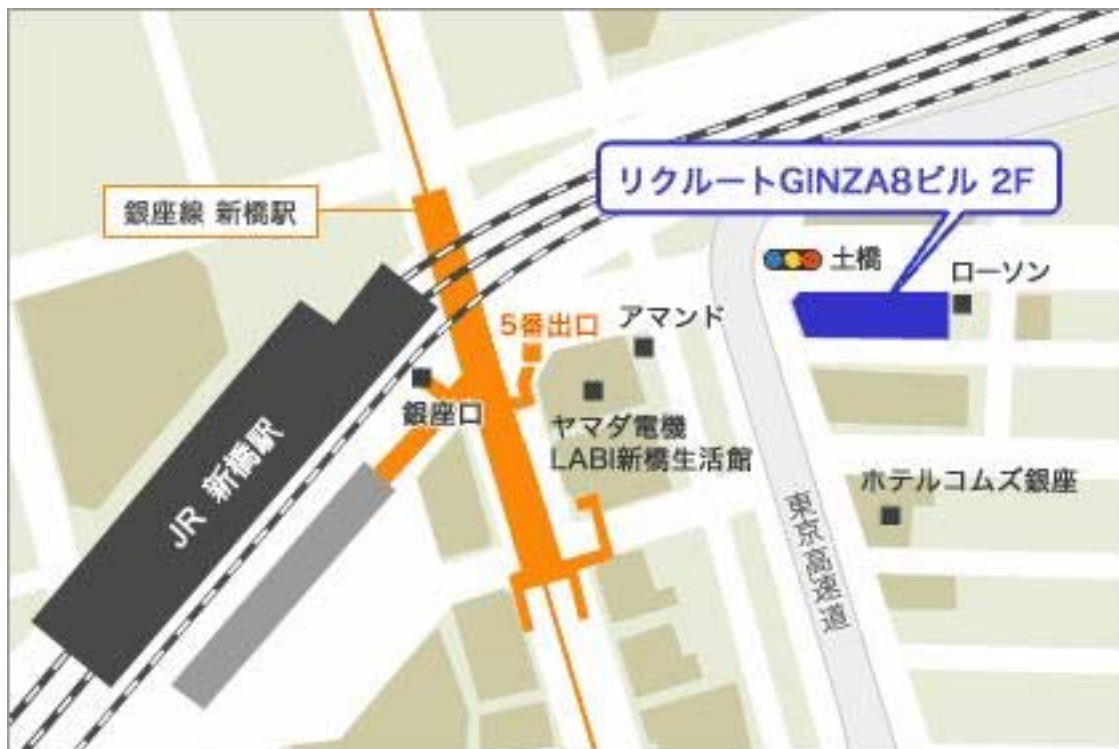 リクルートGINZA8ビル 2F
銀座線 新橋駅
土橋
ローソン
5番出口
アマンド
銀座口
ヤマダ電機
LABI新橋生活館
JR 新橋駅
ホテルコムズ銀座
東京高速道